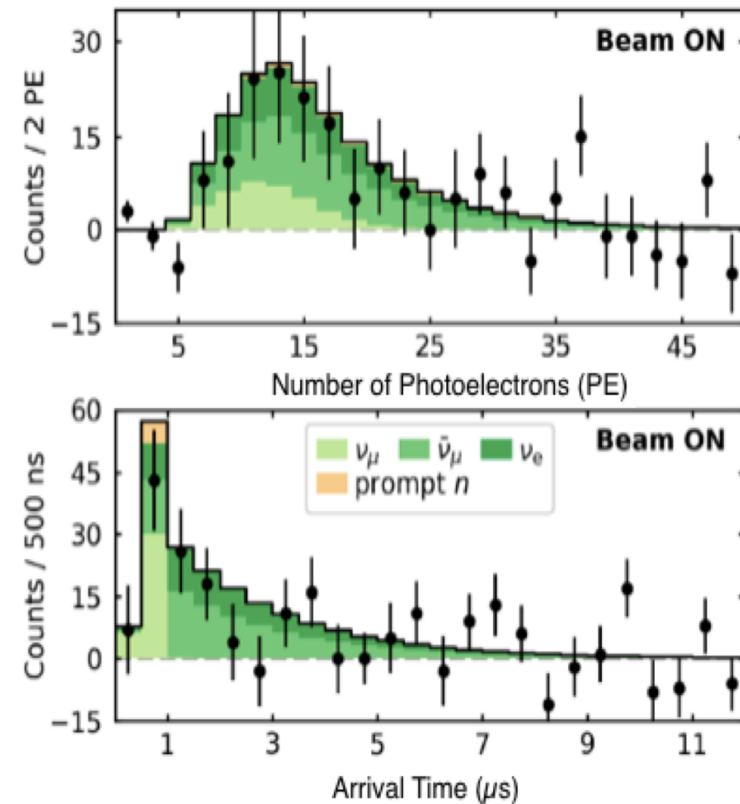 Beam ON
Counts / 2 PE
30
15
0
−15
5 15 25 35 45
Number of Photoelectrons (PE)
Beam ON
Counts / 500 ns
60
45
30
15
0
−15
νμ ν̄μ νe
prompt n
1 3 5 7 9 11
Arrival Time (μs)